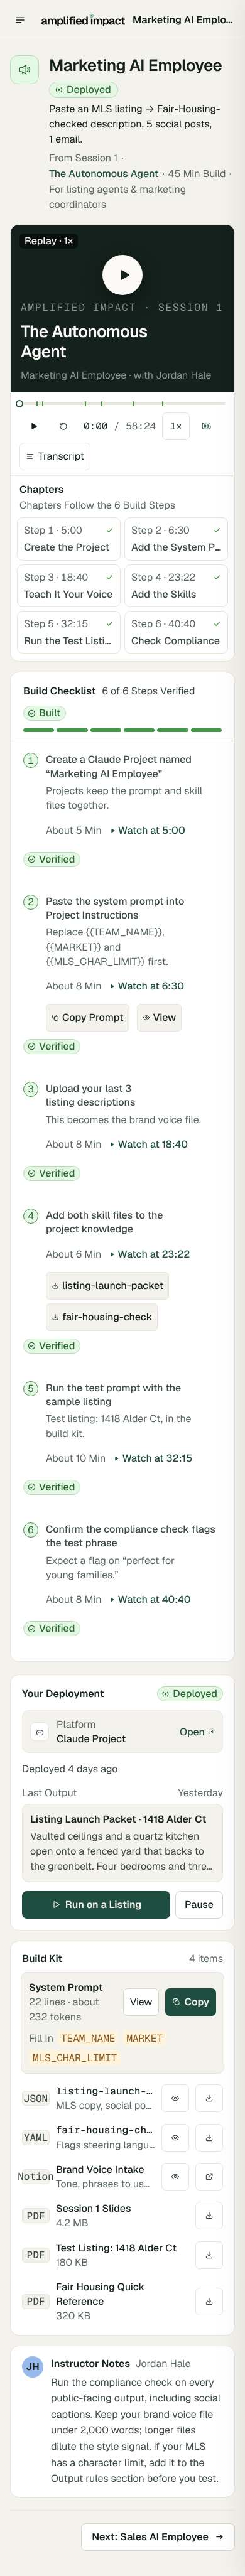 amplified impact Marketing AI Emplo...
Marketing AI Employee
Deployed
Paste an MLS listing → Fair-Housing-
checked description, 5 social posts,
1 email.
From Session 1 ·
The Autonomous Agent · 45 Min Build ·
For listing agents & marketing
coordinators
Replay · 1×
AMPLIFIED IMPACT · SESSION 1
The Autonomous
Agent
Marketing AI Employee · with Jordan Hale
0:00 / 58:24 1×
Transcript
Chapters
Chapters Follow the 6 Build Steps
Step 1 · 5:00
Create the Project
Step 2 · 6:30
Add the System P...
Step 3 · 18:40
Teach It Your Voice
Step 4 · 23:22
Add the Skills
Step 5 · 32:15
Run the Test Listi...
Step 6 · 40:40
Check Compliance
Build Checklist 6 of 6 Steps Verified
Built
1 Create a Claude Project named
“Marketing AI Employee”
Projects keep the prompt and skill
files together.
About 5 Min Watch at 5:00
Verified
2 Paste the system prompt into
Project Instructions
Replace {{TEAM_NAME}},
{{MARKET}} and
{{MLS_CHAR_LIMIT}} first.
About 8 Min Watch at 6:30
Copy Prompt View
Verified
3 Upload your last 3
listing descriptions
This becomes the brand voice file.
About 8 Min Watch at 18:40
Verified
4 Add both skill files to the
project knowledge
About 6 Min Watch at 23:22
listing-launch-packet
fair-housing-check
Verified
5 Run the test prompt with the
sample listing
Test listing: 1418 Alder Ct, in the
build kit.
About 10 Min Watch at 32:15
Verified
6 Confirm the compliance check flags
the test phrase
Expect a flag on “perfect for
young families.”
About 8 Min Watch at 40:40
Verified
Your Deployment Deployed
Platform
Claude Project
Open ↗
Deployed 4 days ago
Last Output Yesterday
Listing Launch Packet · 1418 Alder Ct
Vaulted ceilings and a quartz kitchen
open onto a fenced yard that backs to
the greenbelt. Four bedrooms and thre...
Run on a Listing Pause
Build Kit 4 items
System Prompt
22 lines · about
232 tokens
View Copy
Fill In TEAM_NAME MARKET
MLS_CHAR_LIMIT
JSON listing-launch-…
MLS copy, social po...
YAML fair-housing-ch…
Flags steering langu...
Notion Brand Voice Intake
Tone, phrases to us...
PDF Session 1 Slides
4.2 MB
PDF Test Listing: 1418 Alder Ct
180 KB
PDF Fair Housing Quick
Reference
320 KB
JH Instructor Notes Jordan Hale
Run the compliance check on every
public-facing output, including social
captions. Keep your brand voice file
under 2,000 words; longer files
dilute the style signal. If your MLS
has a character limit, add it to the
Output rules section before you test.
Next: Sales AI Employee →